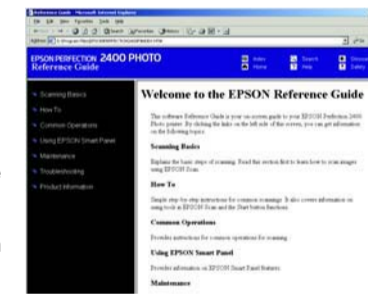 Reference Guide - Microsoft Internet Explorer
File Edit View Favorites Tools Help
EPSON PERFECTION 2400 PHOTO
Reference Guide
Index
Search
Home
Help
Safety
Scanning Basics
How To
Common Operations
Using EPSON Smart Panel
Maintenance
Troubleshooting
Product Information
Welcome to the EPSON Reference Guide
This software Reference Guide is your on-screen guide to your EPSON Perfection 2400
Photo scanner. By clicking the links on the left side of the screen, you can get information
on the following topics.
Scanning Basics
Explains the basic steps of scanning. Read this section first to learn how to scan images
using EPSON Scan.
How To
Simple step-by-step instructions for common scannings. It also covers information on
using tools in EPSON Scan and the Start button functions.
Common Operations
Provides instructions for common operations for scanning.
Using EPSON Smart Panel
Provides information on EPSON Smart Panel features.
Maintenance